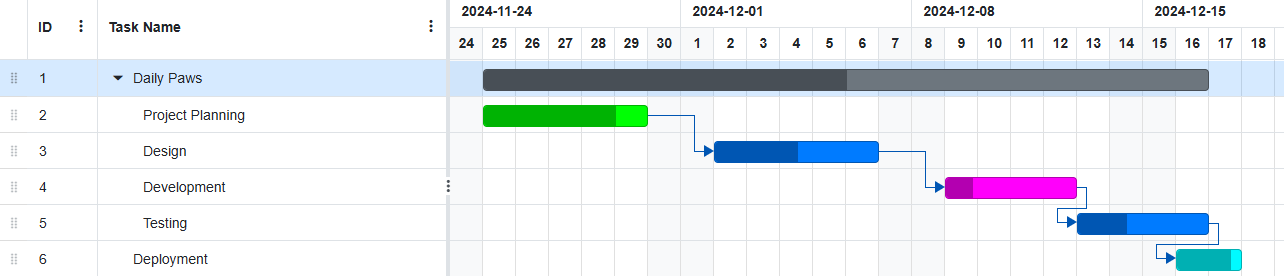 2024-11-24 2024-12-01 2024-12-08 2024-12-15
ID Task Name
24 25 26 27 28 29 30 1 2 3 4 5 6 7 8 9 10 11 12 13 14 15 16 17 18
1 Daily Paws
2 Project Planning
3 Design
4 Development
5 Testing
6 Deployment